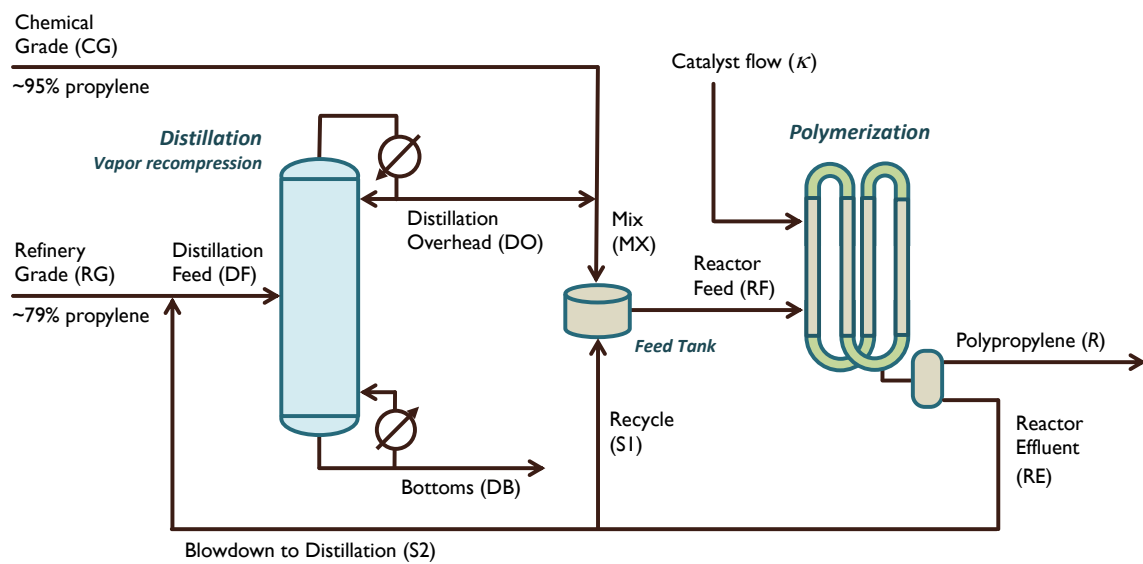 Chemical
Grade (CG)
~95% propylene
Catalyst flow (κ)
Distillation
Vapor recompression
Polymerization
Distillation
Overhead (DO)
Mix
(MX)
Refinery
Grade (RG)
~79% propylene
Distillation
Feed (DF)
Reactor
Feed (RF)
Feed Tank
Polypropylene (R)
Recycle
(S1)
Reactor
Effluent
(RE)
Bottoms (DB)
Blowdown to Distillation (S2)